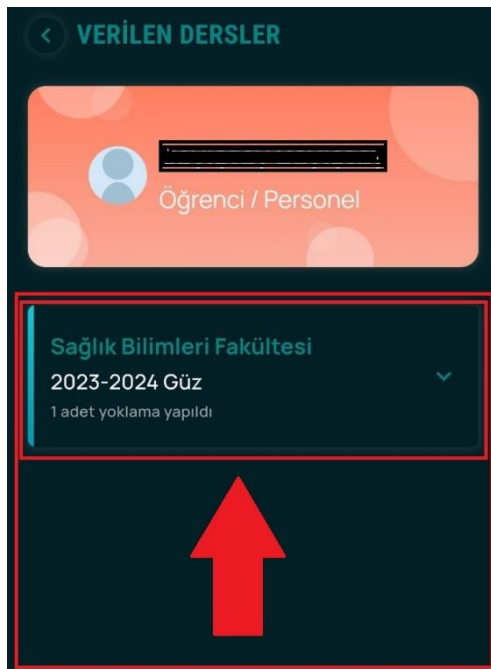 VERİLEN DERSLER
Öğrenci / Personel
Sağlık Bilimleri Fakültesi
2023-2024 Güz
1 adet yoklama yapıldı